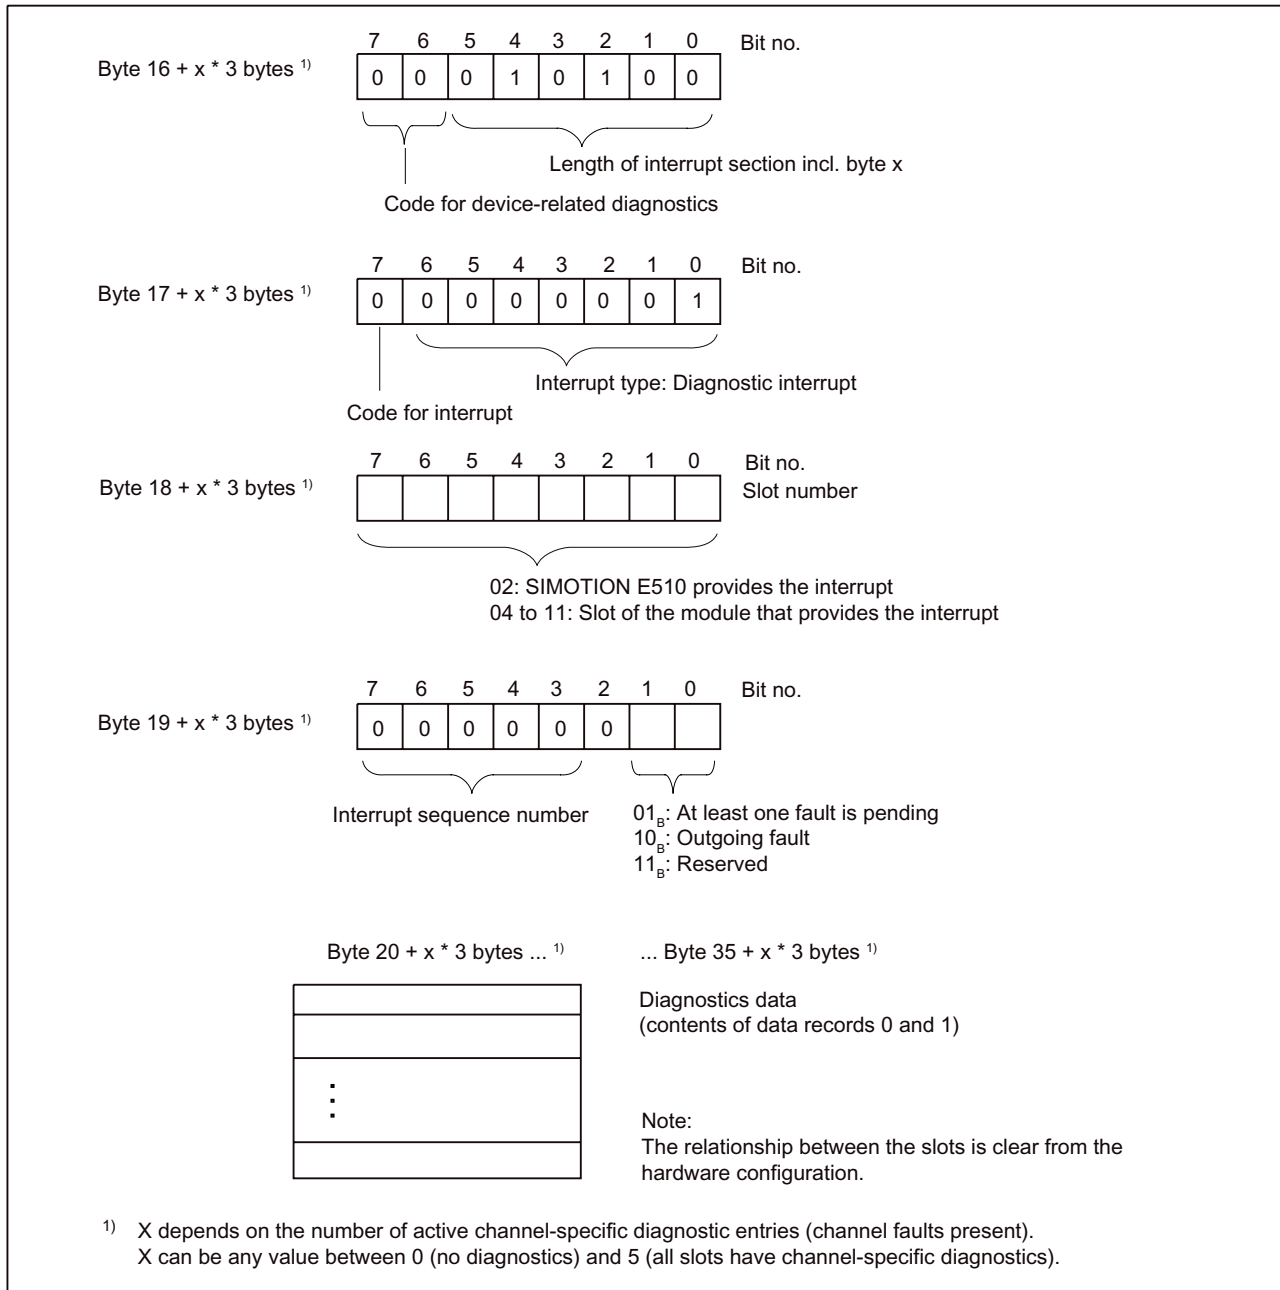 7 6 5 4 3 2 1 0 Bit no.
Byte 16 + x * 3 bytes 1)
0 0 0 1 0 1 0 0
Length of interrupt section incl. byte x
Code for device-related diagnostics
7 6 5 4 3 2 1 0 Bit no.
Byte 17 + x * 3 bytes 1)
0 0 0 0 0 0 0 1
Interrupt type: Diagnostic interrupt
Code for interrupt
7 6 5 4 3 2 1 0 Bit no.
Byte 18 + x * 3 bytes 1)
Slot number
02: SIMOTION E510 provides the interrupt
04 to 11: Slot of the module that provides the interrupt
7 6 5 4 3 2 1 0 Bit no.
Byte 19 + x * 3 bytes 1)
0 0 0 0 0 0
Interrupt sequence number
01B: At least one fault is pending
10B: Outgoing fault
11B: Reserved
Byte 20 + x * 3 bytes ... 1) ... Byte 35 + x * 3 bytes 1)
Diagnostics data
(contents of data records 0 and 1)
Note:
The relationship between the slots is clear from the
hardware configuration.
1) X depends on the number of active channel-specific diagnostic entries (channel faults present).
X can be any value between 0 (no diagnostics) and 5 (all slots have channel-specific diagnostics).